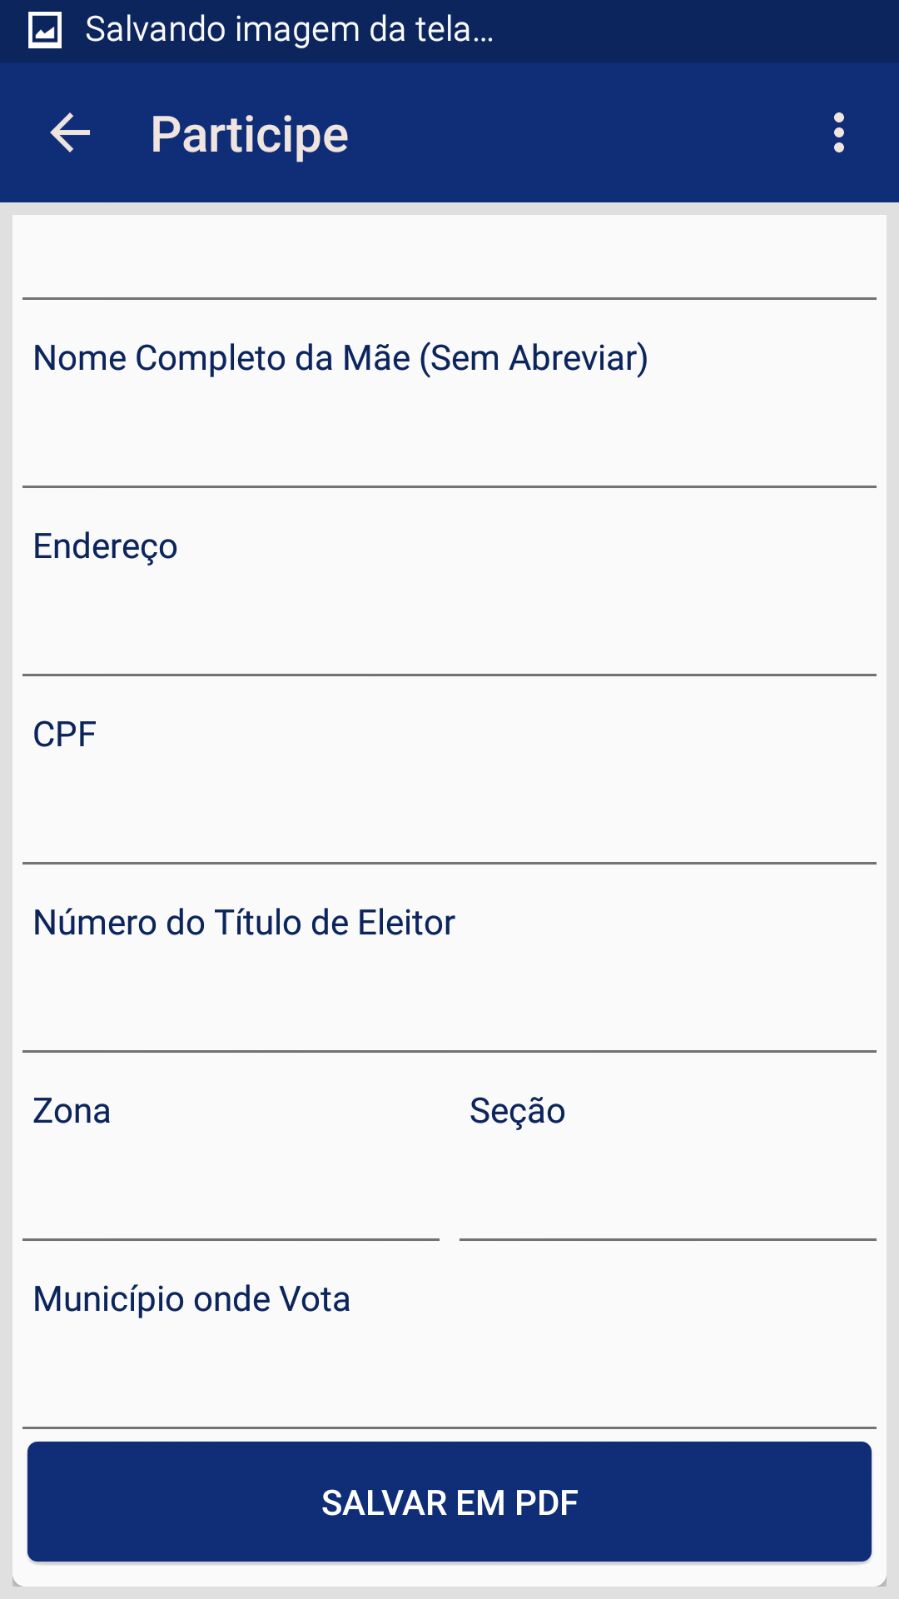 Salvando imagem da tela...
Participe
Nome Completo da Mãe (Sem Abreviar)
Endereço
CPF
Número do Título de Eleitor
Zona
Seção
Município onde Vota
SALVAR EM PDF